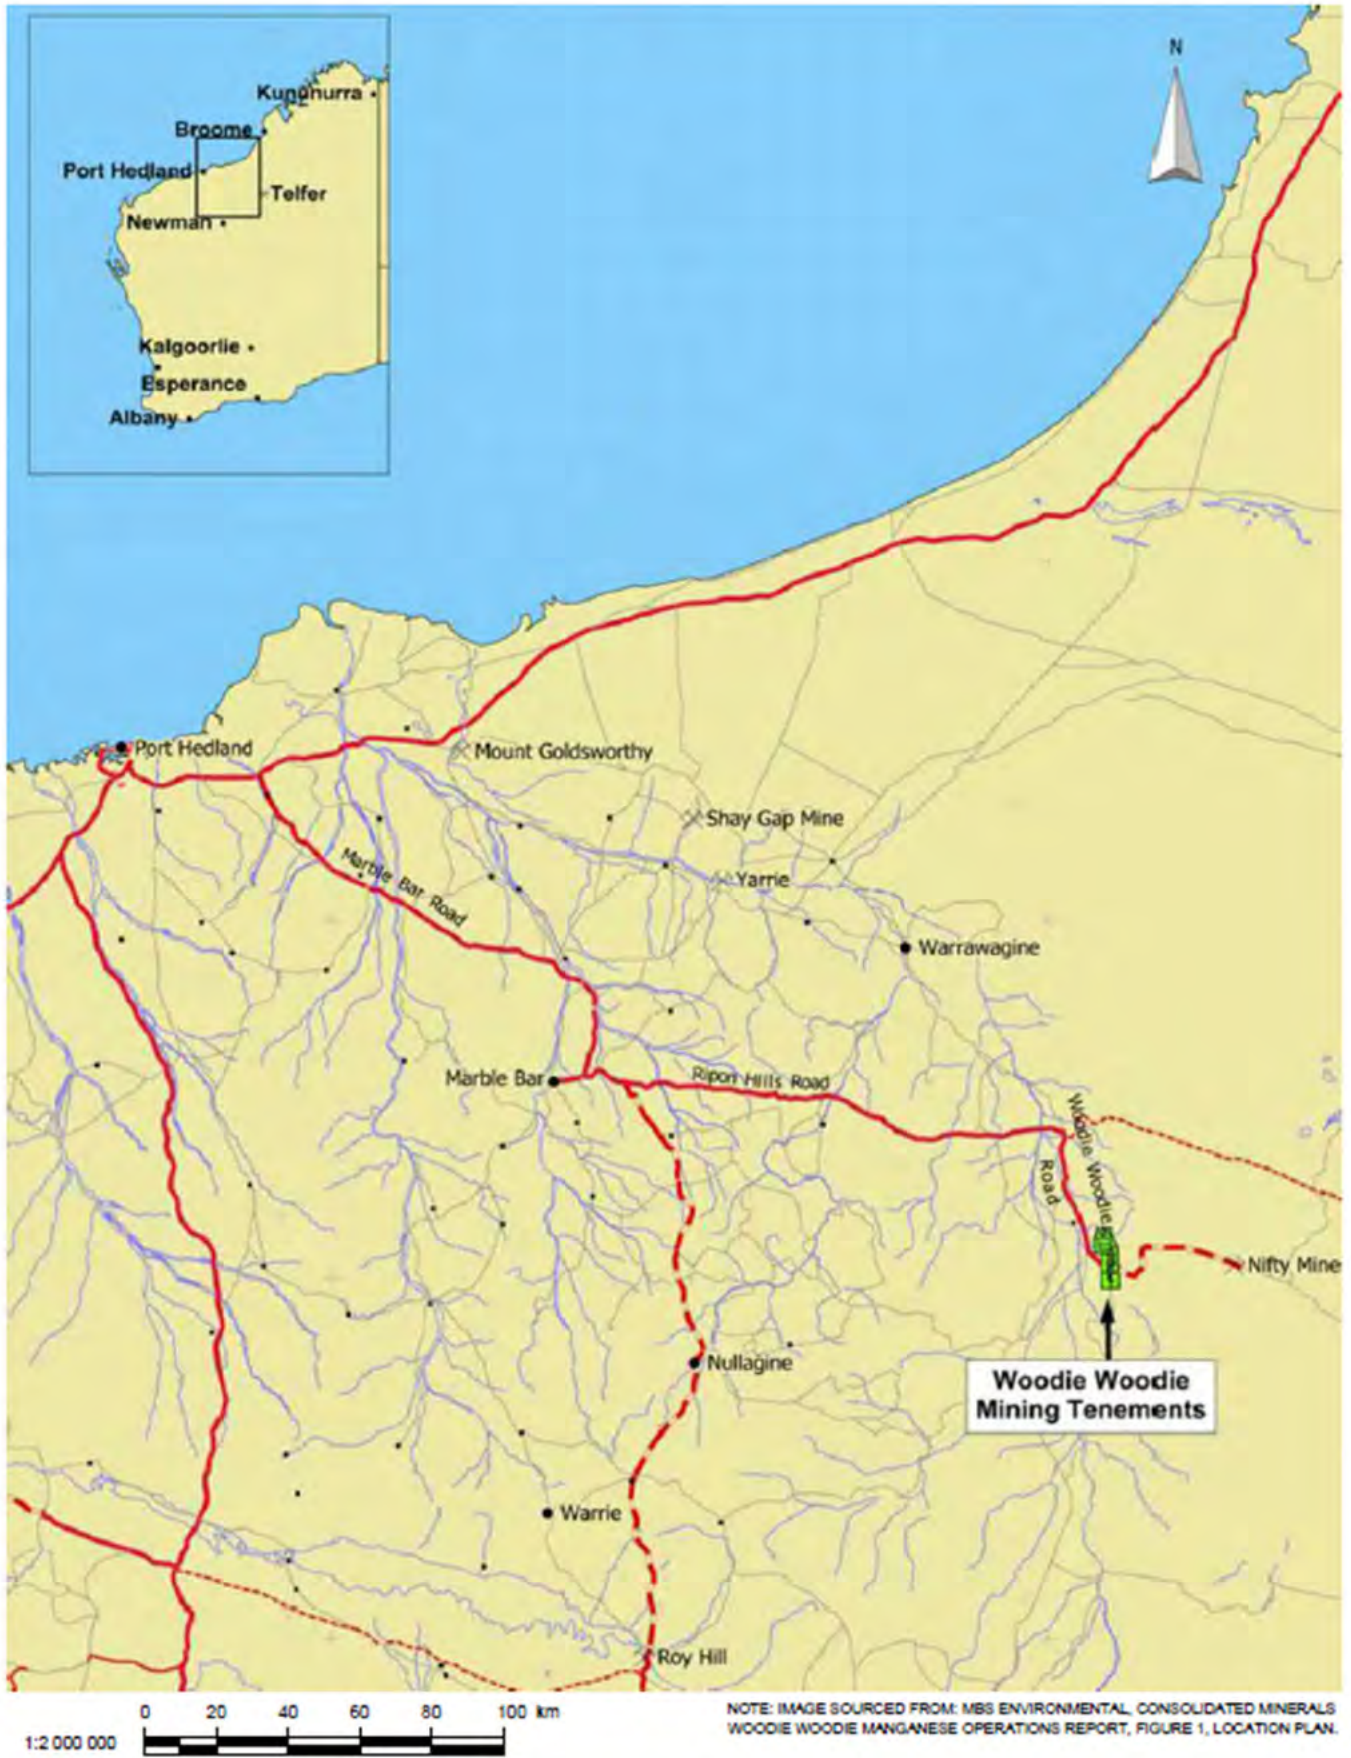 N
Kununurra
Broome
Port Hedland
Telfer
Newman
Kalgoorlie
Esperance
Albany
Port Hedland
Mount Goldsworthy
Shay Gap Mine
Marble Bar Road
Yarrie
Warrawagine
Marble Bar
Ripon Hills Road
Woodie Woodie
Road
Nifty Mine
Nullagine
Woodie Woodie
Mining Tenements
Warrie
Roy Hill
0 20 40 60 80 100 km
1:2 000 000
NOTE: IMAGE SOURCED FROM: MBS ENVIRONMENTAL, CONSOLIDATED MINERALS
WOODIE WOODIE MANGANESE OPERATIONS REPORT, FIGURE 1, LOCATION PLAN.